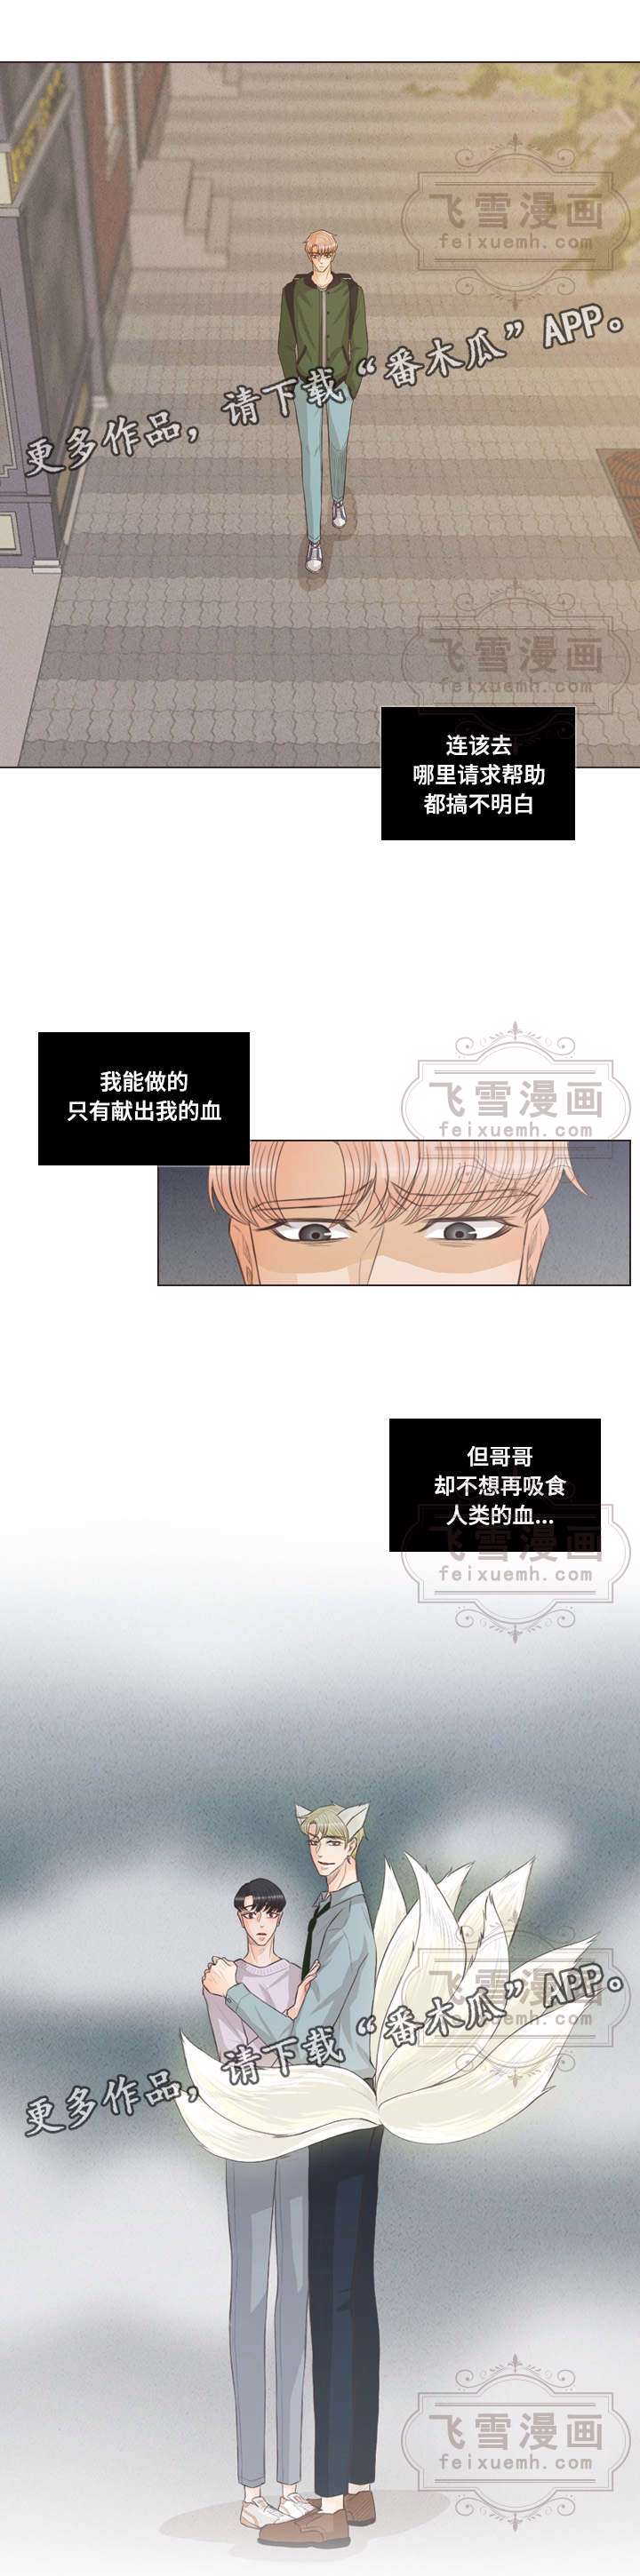 飞雪漫画
feixuemh.com
更多作品，请下载“番木瓜”APP。
飞雪漫画
feixuemh.com
连该去
哪里请求帮助
都搞不明白
我能做的
只有献出我的血
飞雪漫画
feixuemh.com
但哥哥
却不想再吸食
人类的血...
飞雪漫画
feixuemh.com
飞雪漫画
feixuemh.com
更多作品，请下载“番木瓜”APP。
飞雪漫画
feixuemh.com